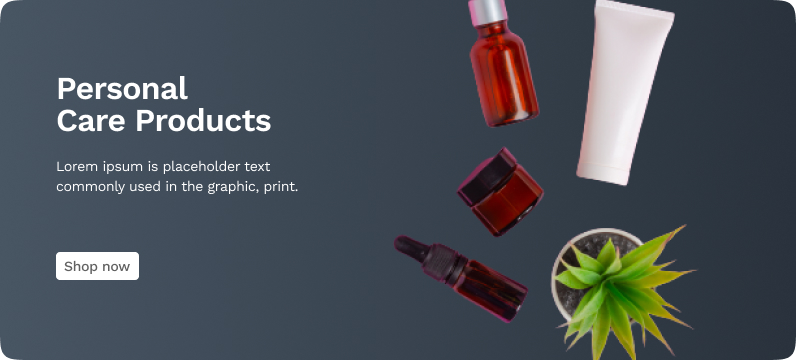 Personal
Care Products
Lorem ipsum is placeholder text
commonly used in the graphic, print.
Shop now